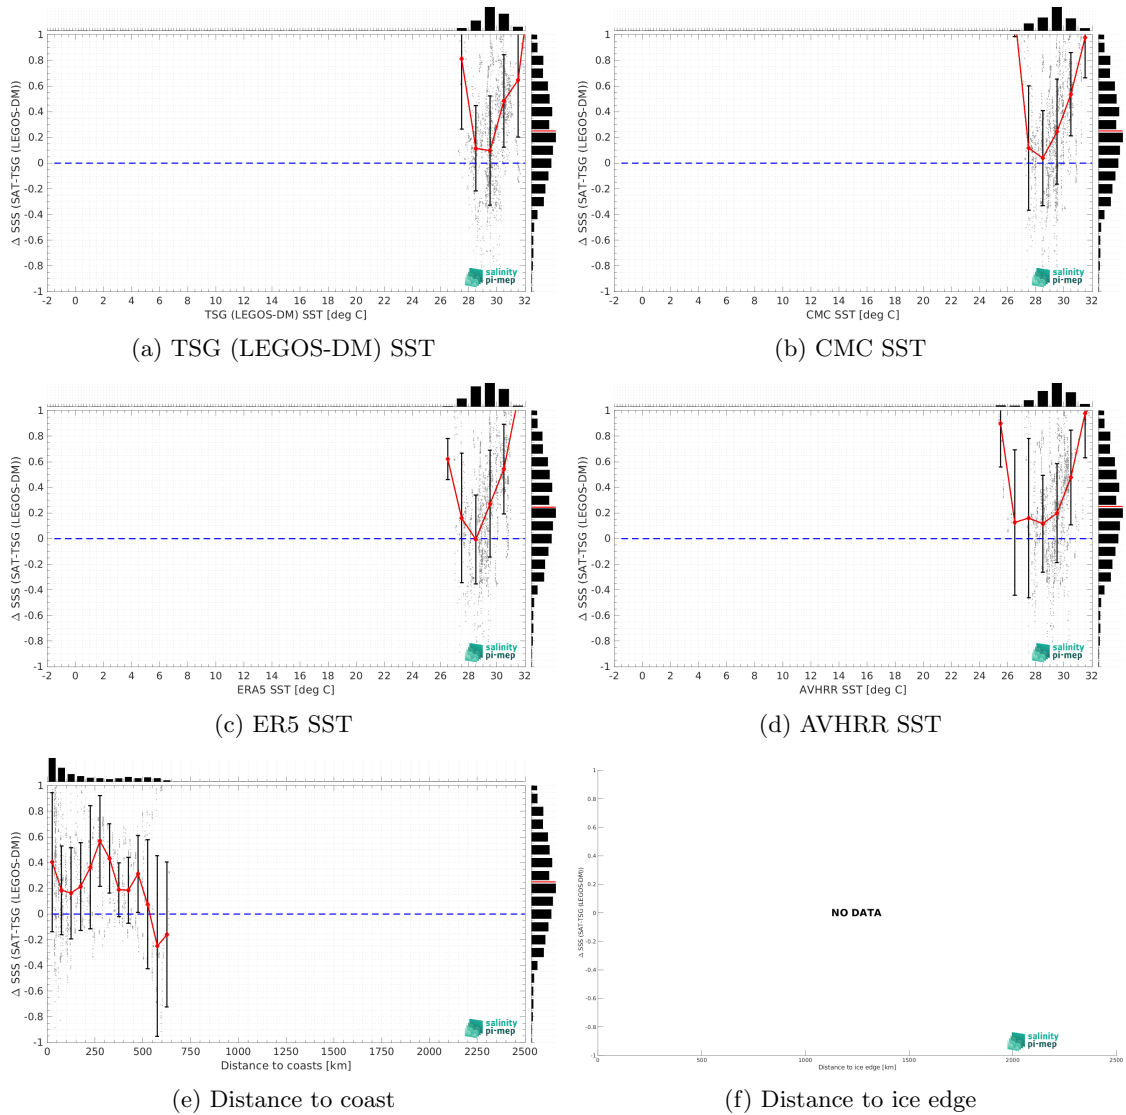 1
0.8
0.6
0.4
0.2
0
-0.2
-0.4
-0.6
-0.8
-1
Δ SSS (SAT-TSG (LEGOS-DM))
salinity
pi-mep
-2 0 2 4 6 8 10 12 14 16 18 20 22 24 26 28 30 32
TSG (LEGOS-DM) SST [deg C]
(a) TSG (LEGOS-DM) SST
1
0.8
0.6
0.4
0.2
0
-0.2
-0.4
-0.6
-0.8
-1
Δ SSS (SAT-TSG (LEGOS-DM))
salinity
pi-mep
-2 0 2 4 6 8 10 12 14 16 18 20 22 24 26 28 30 32
CMC SST [deg C]
(b) CMC SST
1
0.8
0.6
0.4
0.2
0
-0.2
-0.4
-0.6
-0.8
-1
Δ SSS (SAT-TSG (LEGOS-DM))
salinity
pi-mep
-2 0 2 4 6 8 10 12 14 16 18 20 22 24 26 28 30 32
ERA5 SST [deg C]
(c) ER5 SST
1
0.8
0.6
0.4
0.2
0
-0.2
-0.4
-0.6
-0.8
-1
Δ SSS (SAT-TSG (LEGOS-DM))
salinity
pi-mep
-2 0 2 4 6 8 10 12 14 16 18 20 22 24 26 28 30 32
AVHRR SST [deg C]
(d) AVHRR SST
1
0.8
0.6
0.4
0.2
0
-0.2
-0.4
-0.6
-0.8
-1
Δ SSS (SAT-TSG (LEGOS-DM))
salinity
pi-mep
0 250 500 750 1000 1250 1500 1750 2000 2250 2500
Distance to coasts [km]
(e) Distance to coast
1
0.8
0.6
0.4
0.2
0
-0.2
-0.4
-0.6
-0.8
-1
Δ SSS (SAT-TSG (LEGOS-DM))
NO DATA
salinity
pi-mep
0 500 1000 1500 2000 2500
Distance to ice edge [km]
(f) Distance to ice edge